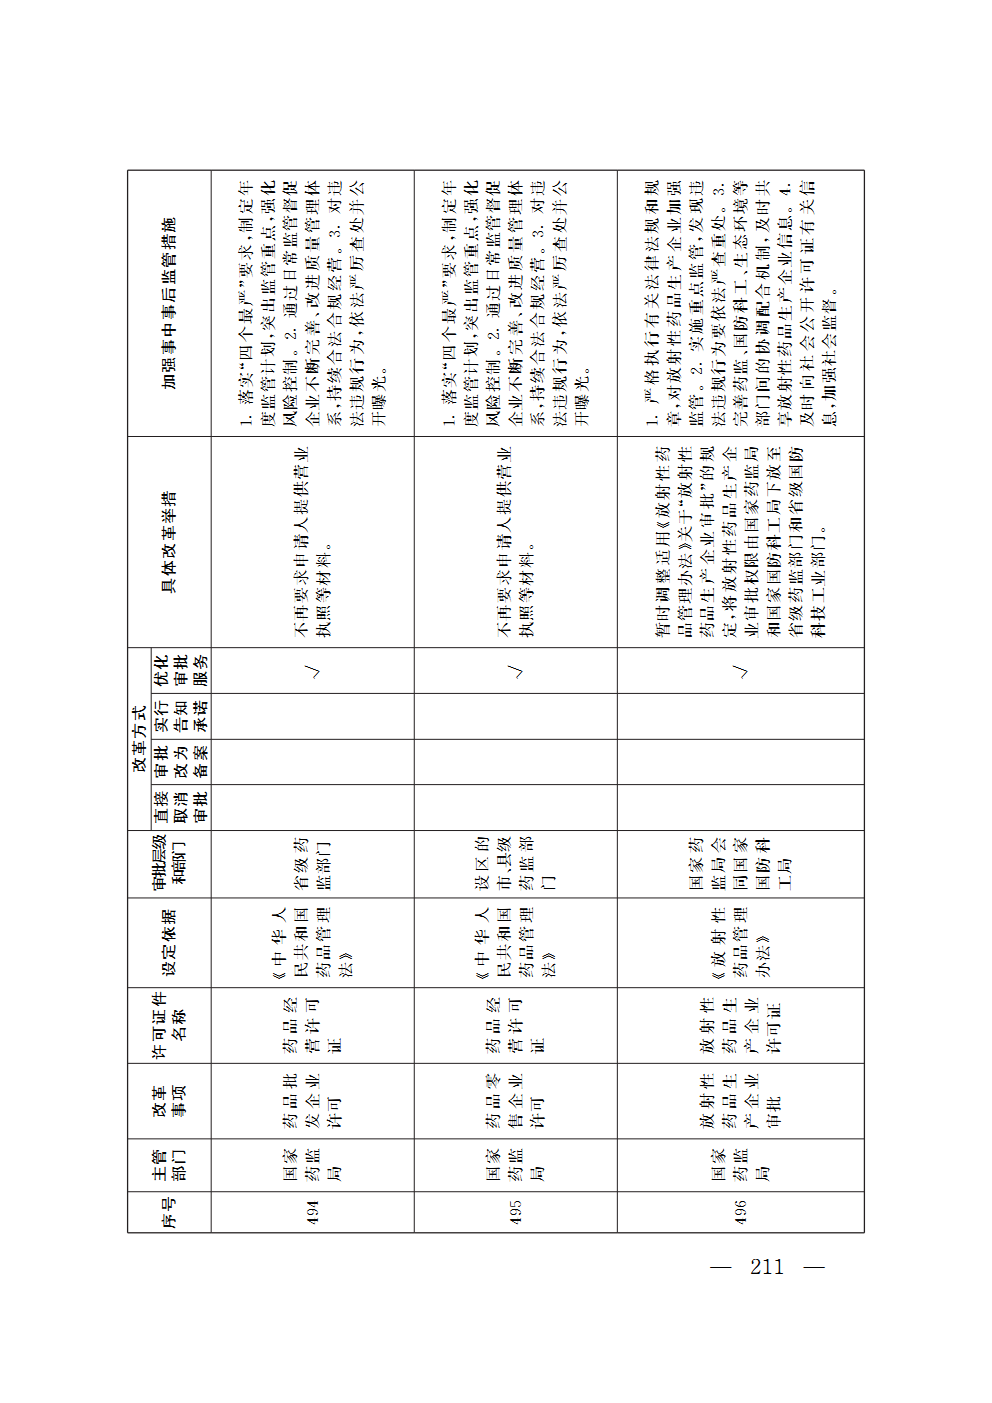 序号
主管
部门
改革
事项
许可证件
名称
设定依据
审批层级
和部门
改革方式
直接
取消
审批
审批
改为
备案
实行
告知
承诺
优化
审批
服务
具体改革举措
加强事中事后监管措施
494
国家
药监
局
药品批
发企业
许可
药品经
营许可
证
《中华人
民共和国
药品管理
法》
省级药
监部门
√
不再要求申请人提供营业
执照等材料。
1. 落实“四个最严”要求,制定年
度监管计划,突出监管重点,强化
风险控制。2. 通过日常监管督促
企业不断完善、改进质量管理体
系,持续合法合规经营。3. 对违
法违规行为,依法严厉查处并公
开曝光。
495
国家
药监
局
药品零
售企业
许可
药品经
营许可
证
《中华人
民共和国
药品管理
法》
设区的
市、县级
药监部
门
√
不再要求申请人提供营业
执照等材料。
1. 落实“四个最严”要求,制定年
度监管计划,突出监管重点,强化
风险控制。2. 通过日常监管督促
企业不断完善、改进质量管理体
系,持续合法合规经营。3. 对违
法违规行为,依法严厉查处并公
开曝光。
496
国家
药监
局
放射性
药品生
产企业
审批
放射性
药品生
产企业
许可证
《放射性
药品管理
办法》
国家药
监局会
同国家
国防科
工局
√
暂时调整适用《放射性药
品管理办法》关于“放射性
药品生产企业审批”的规
定,将放射性药品生产企
业审批权限由国家药监局
和国家国防科工局下放至
省级药监部门和省级国防
科技工业部门。
1. 严格执行有关法律法规和规
章,对放射性药品生产企业加强
监管。2. 实施重点监管,发现违
法违规行为要依法严查重处。3.
完善药监、国防科工、生态环境等
部门间的协调配合机制,及时共
享放射性药品生产企业信息。4.
及时向社会公开许可证有关信
息,加强社会监督。
— 211 —